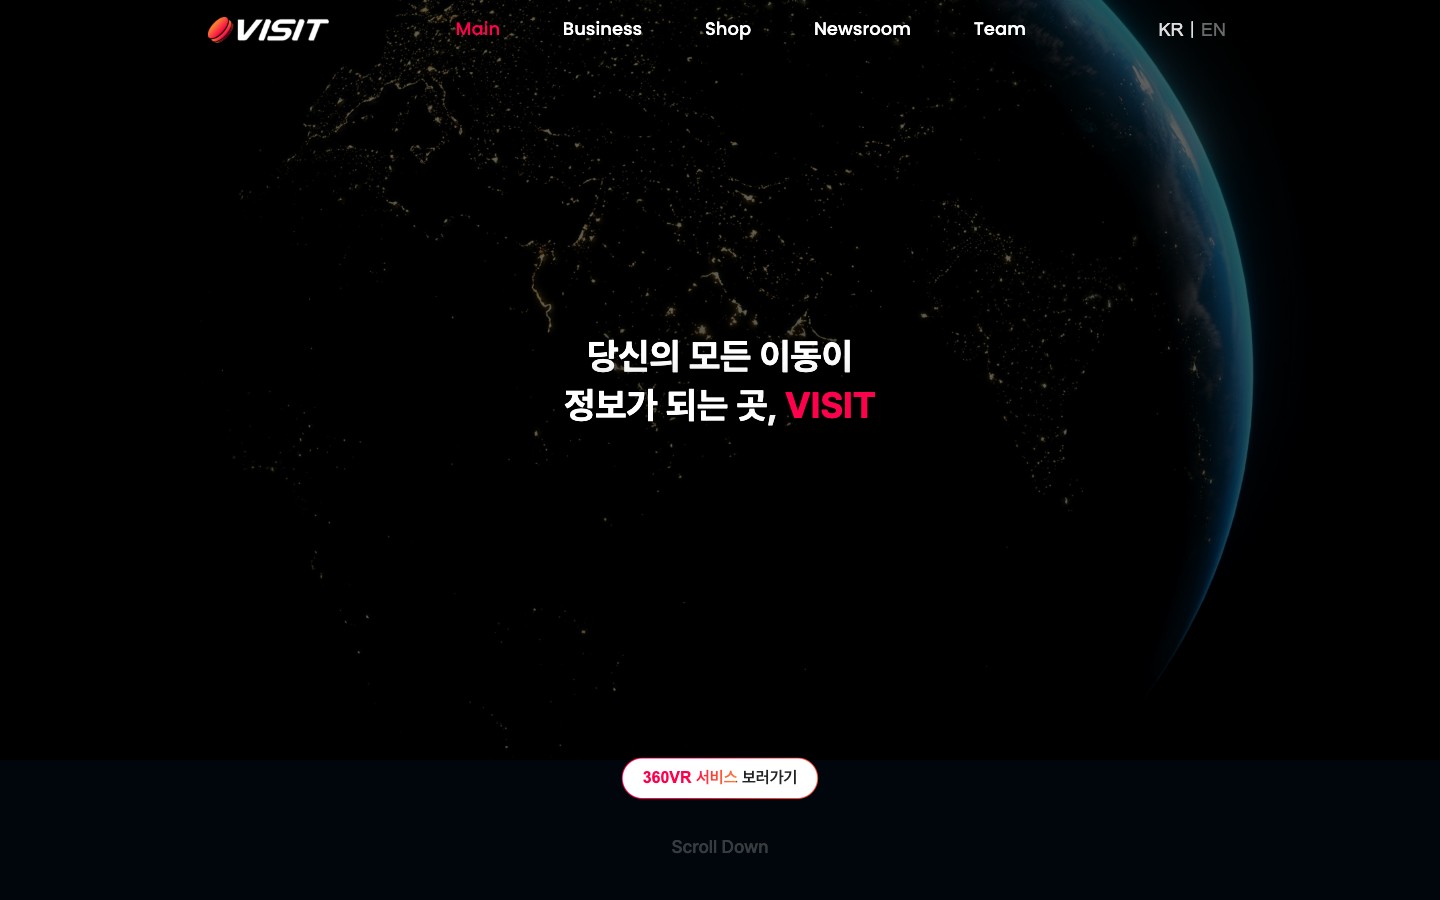 VISIT
Main Business Shop Newsroom Team KR | EN
당신의 모든 이동이
정보가 되는 곳, VISIT
360VR 서비스 보러가기
Scroll Down